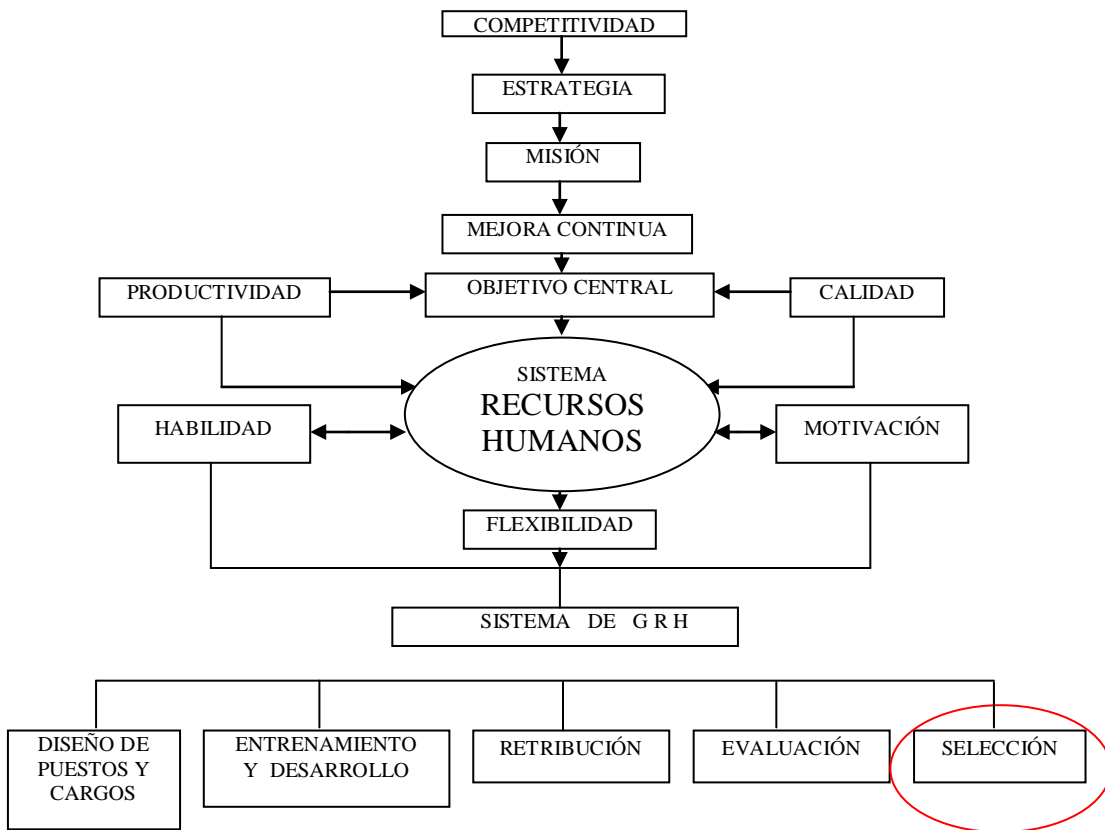 COMPETITIVIDAD
ESTRATEGIA
MISIÓN
MEJORA CONTINUA
PRODUCTIVIDAD
OBJETIVO CENTRAL
CALIDAD
SISTEMA
RECURSOS
HUMANOS
HABILIDAD
MOTIVACIÓN
FLEXIBILIDAD
SISTEMA DE G R H
DISEÑO DE
PUESTOS Y
CARGOS
ENTRENAMIENTO
Y DESARROLLO
RETRIBUCIÓN
EVALUACIÓN
SELECCIÓN